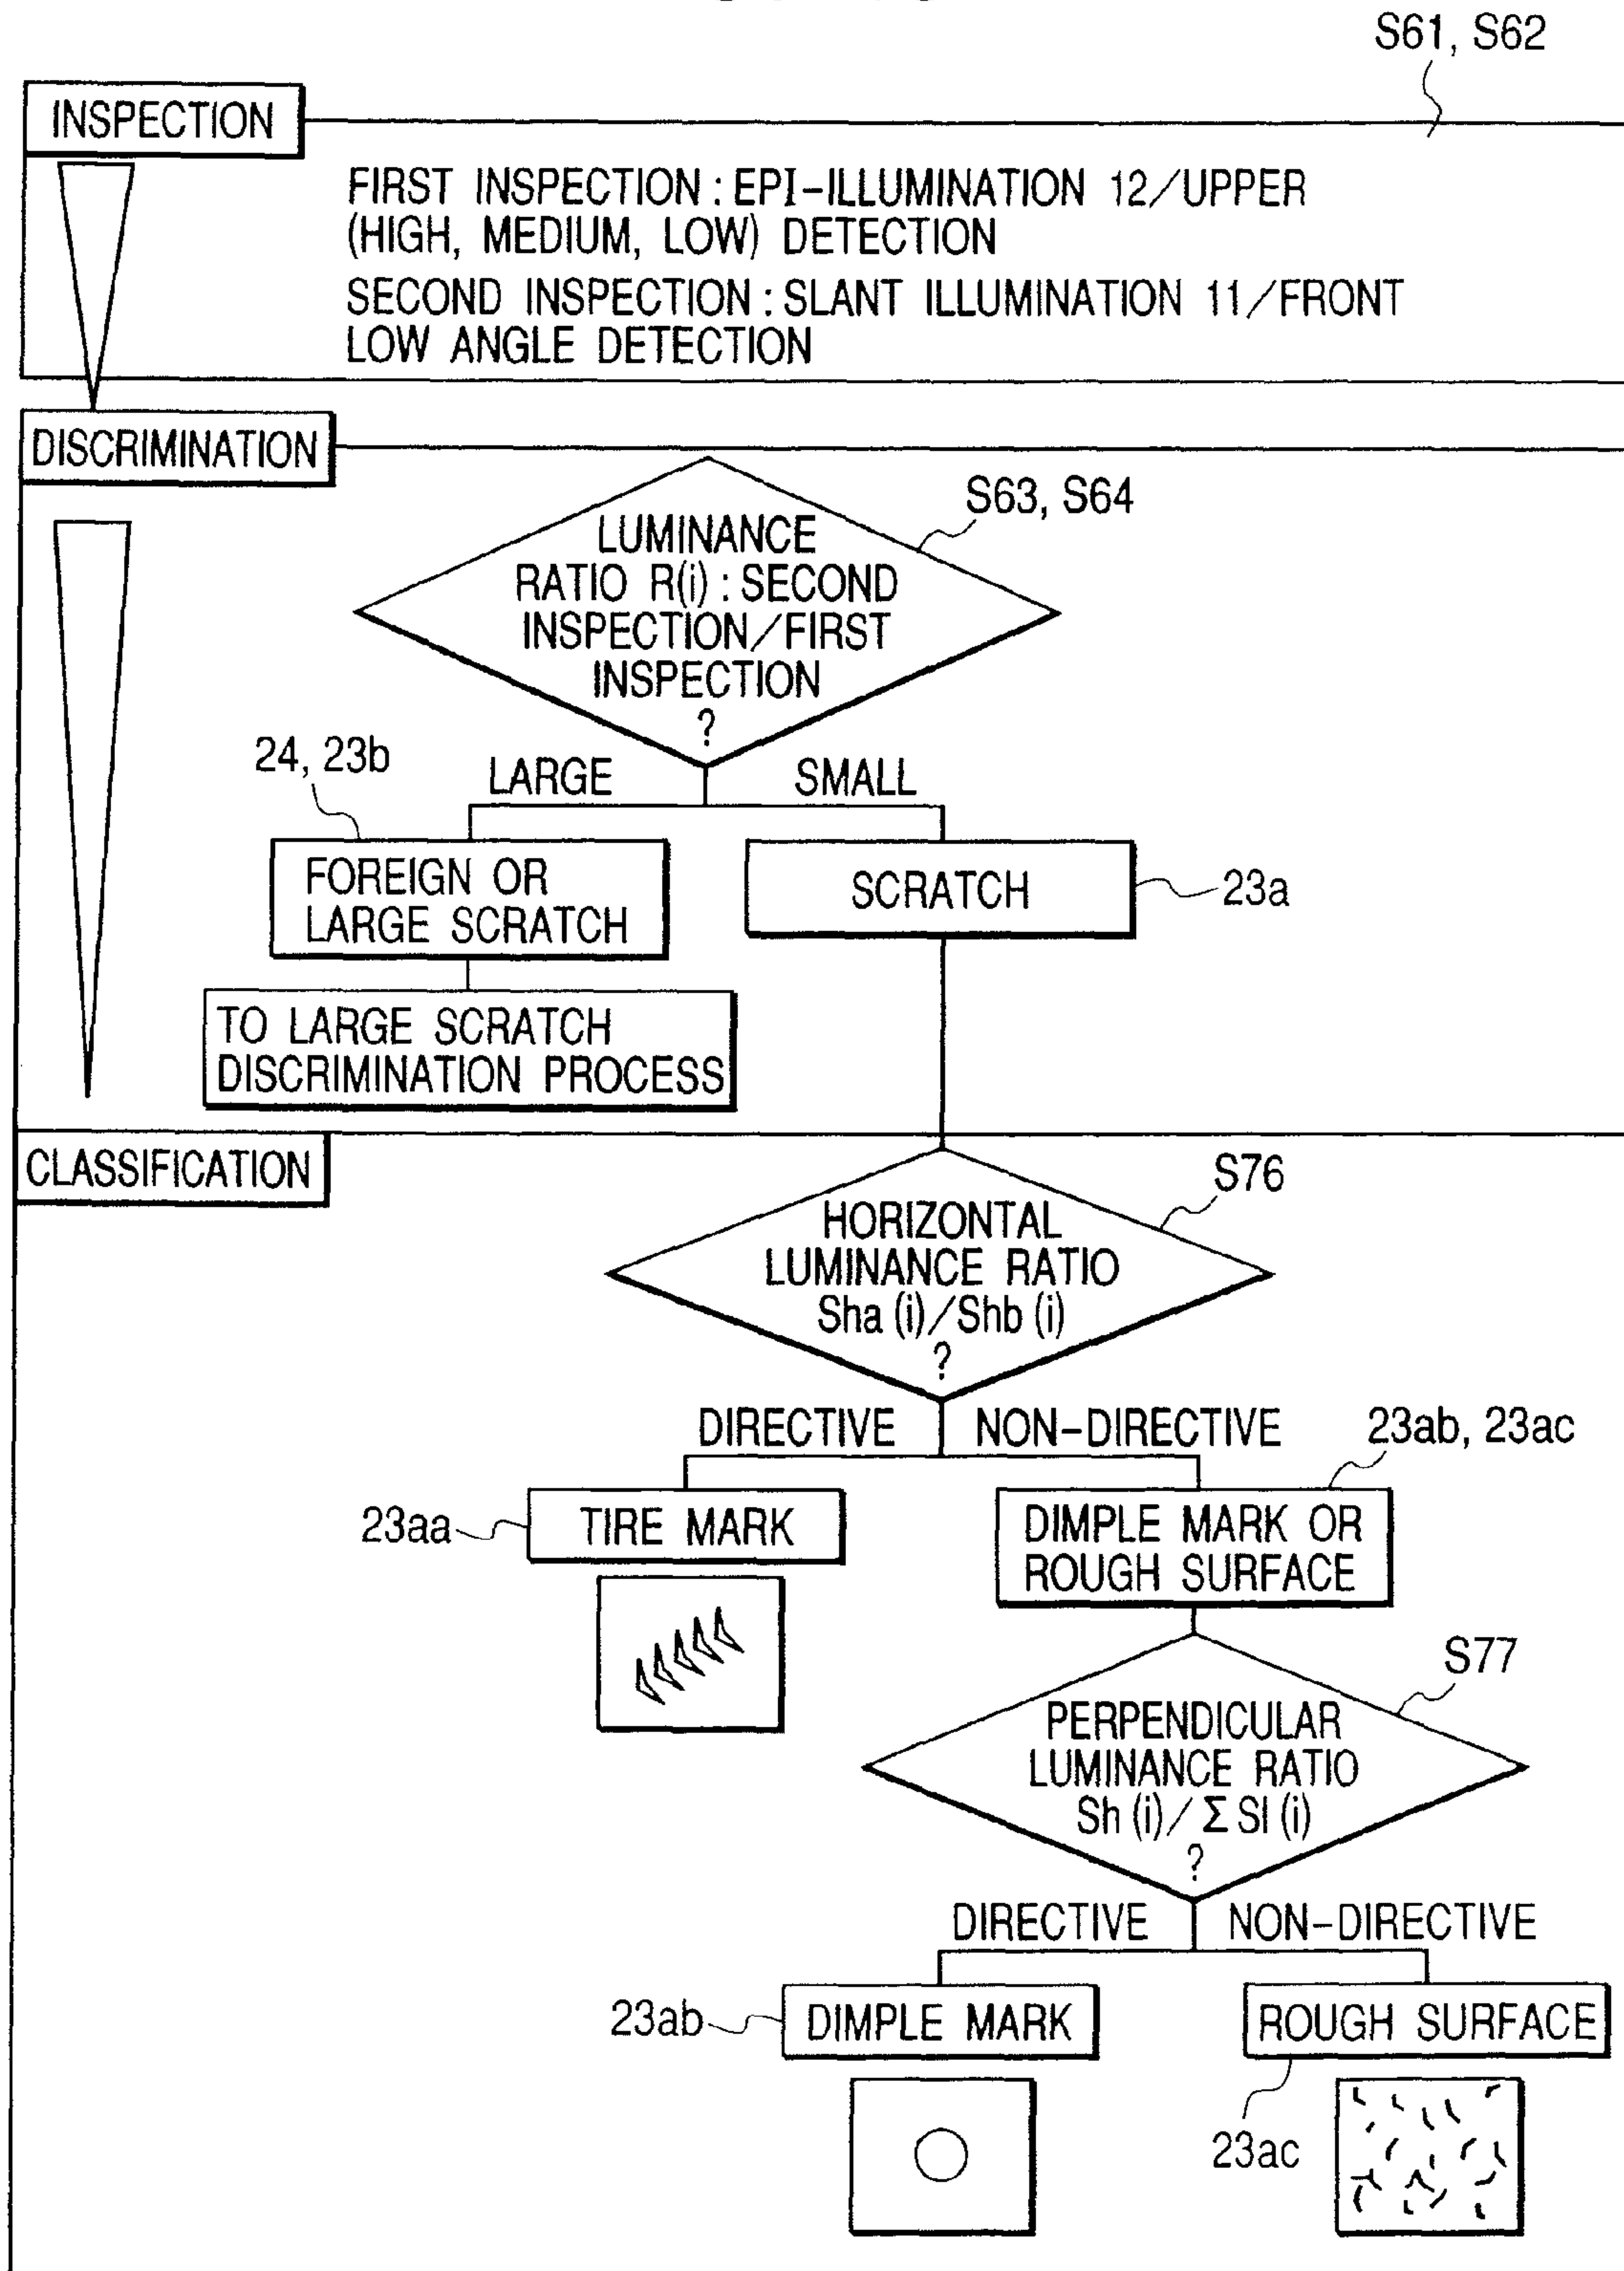 S61, S62
INSPECTION
FIRST INSPECTION : EPI-ILLUMINATION 12/UPPER
(HIGH, MEDIUM, LOW) DETECTION
SECOND INSPECTION : SLANT ILLUMINATION 11/FRONT
LOW ANGLE DETECTION
DISCRIMINATION
S63, S64
LUMINANCE
RATIO R(i) : SECOND
INSPECTION/FIRST
INSPECTION
?
24, 23b
LARGE
SMALL
FOREIGN OR
LARGE SCRATCH
SCRATCH
23a
TO LARGE SCRATCH
DISCRIMINATION PROCESS
CLASSIFICATION
S76
HORIZONTAL
LUMINANCE RATIO
Sha (i)/Shb (i)
?
DIRECTIVE
NON-DIRECTIVE
23ab, 23ac
23aa
TIRE MARK
DIMPLE MARK OR
ROUGH SURFACE
S77
PERPENDICULAR
LUMINANCE RATIO
Sh (i)/Σ Sl (i)
?
DIRECTIVE
NON-DIRECTIVE
23ab
DIMPLE MARK
ROUGH SURFACE
23ac